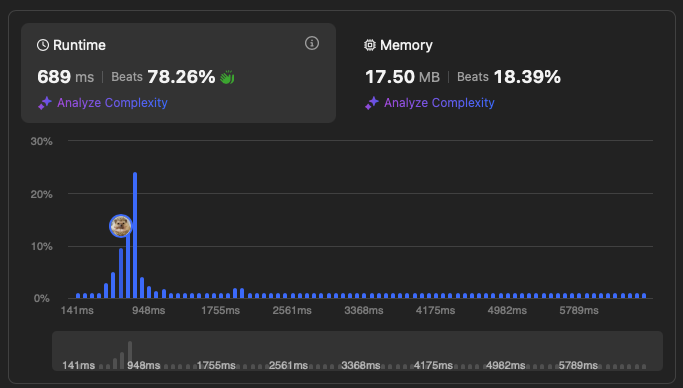 Runtime
689 ms | Beats 78.26%
Analyze Complexity
Memory
17.50 MB | Beats 18.39%
Analyze Complexity
30%
20%
10%
0%
141ms 948ms 1755ms 2561ms 3368ms 4175ms 4982ms 5789ms
141ms 948ms 1755ms 2561ms 3368ms 4175ms 4982ms 5789ms